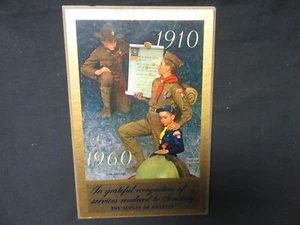 1910
1960
In grateful recognition of
services rendered to Scouting
BOY SCOUTS OF AMERICA